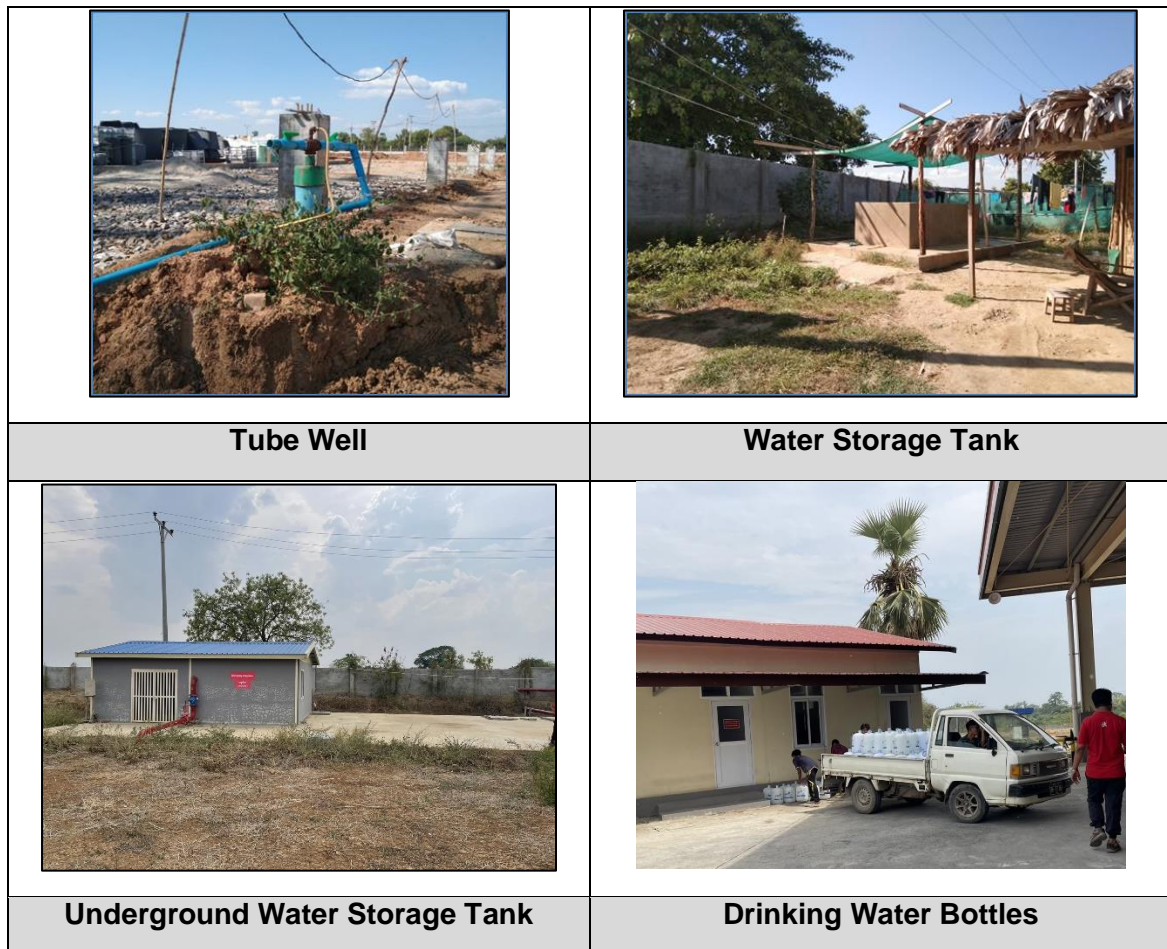 Tube Well
Water Storage Tank
Underground Water Storage Tank
Drinking Water Bottles